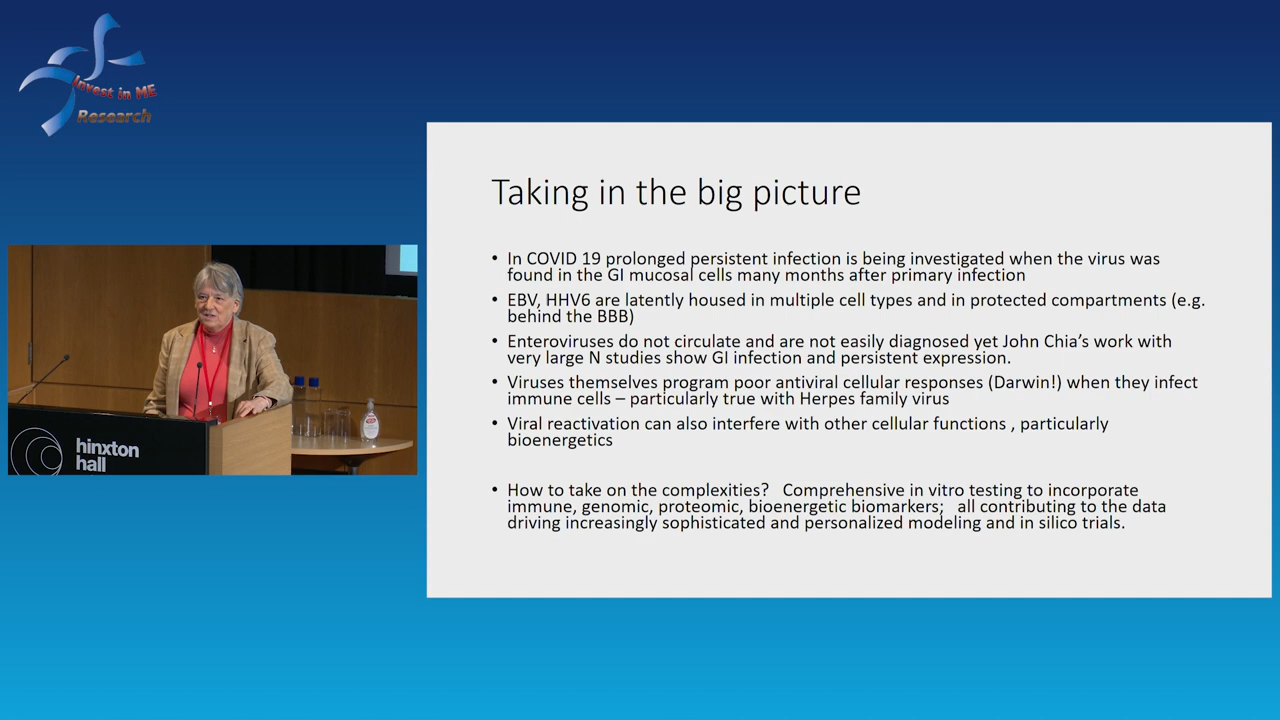 Invest in ME
Research
Taking in the big picture
• In COVID 19 prolonged persistent infection is being investigated when the virus was
found in the GI mucosal cells many months after primary infection
• EBV, HHV6 are latently housed in multiple cell types and in protected compartments (e.g.
behind the BBB)
• Enteroviruses do not circulate and are not easily diagnosed yet John Chia’s work with
very large N studies show GI infection and persistent expression.
• Viruses themselves program poor antiviral cellular responses (Darwin!) when they infect
immune cells – particularly true with Herpes family virus
• Viral reactivation can also interfere with other cellular functions , particularly
bioenergetics
• How to take on the complexities?   Comprehensive in vitro testing to incorporate
immune, genomic, proteomic, bioenergetic biomarkers;   all contributing to the data
driving increasingly sophisticated and personalized modeling and in silico trials.
hinxton
hall